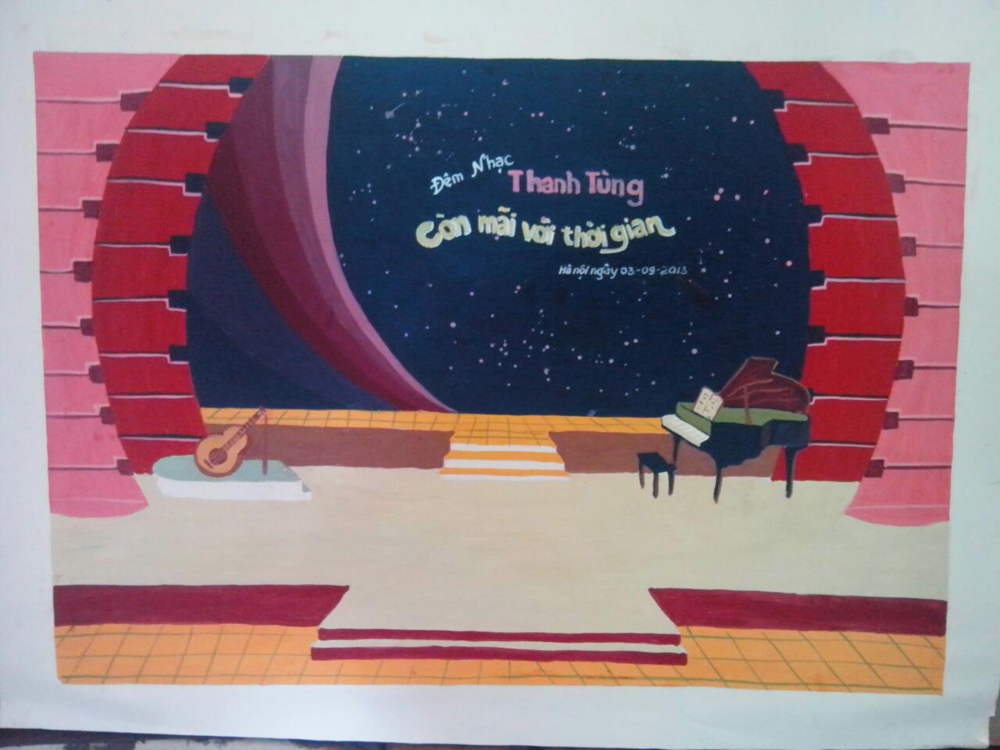 Đêm Nhạc Thanh Tùng
Còn mãi với thời gian
Hà nội ngày 03-09-2013